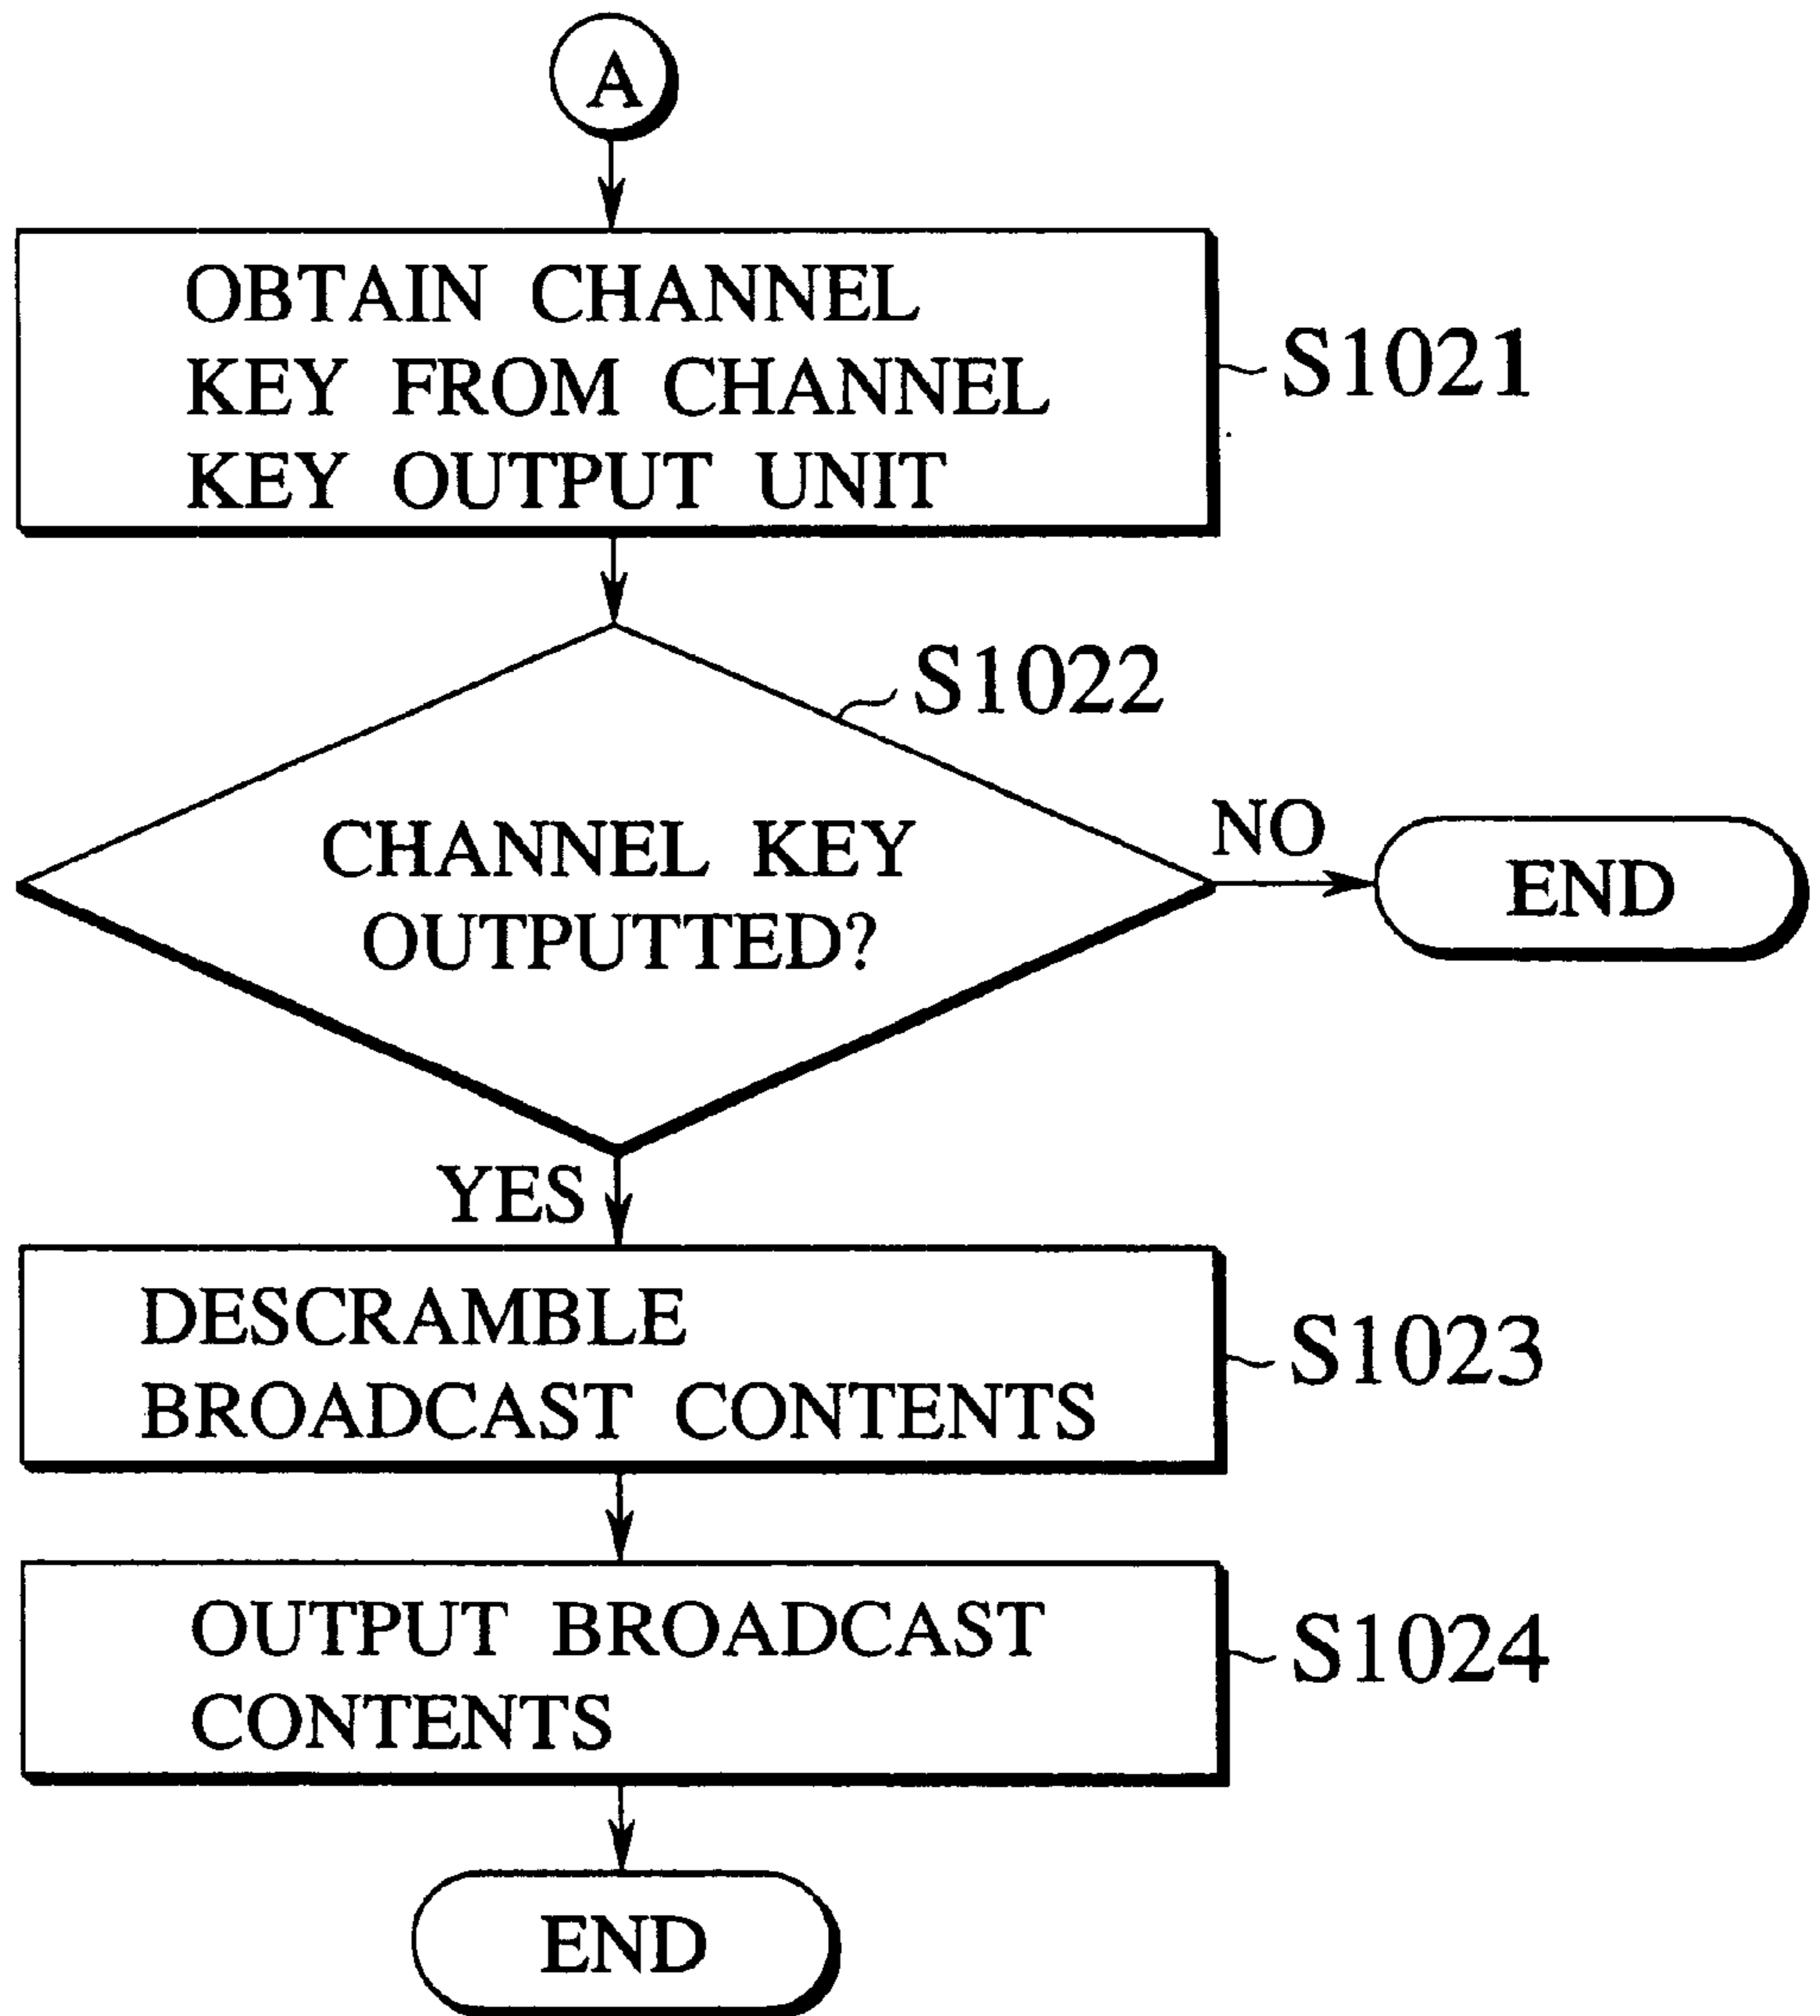 A
OBTAIN CHANNEL
KEY FROM CHANNEL
KEY OUTPUT UNIT
S1021
S1022
CHANNEL KEY
OUTPUTTED?
NO
END
YES
DESCRAMBLE
BROADCAST CONTENTS
S1023
OUTPUT BROADCAST
CONTENTS
S1024
END